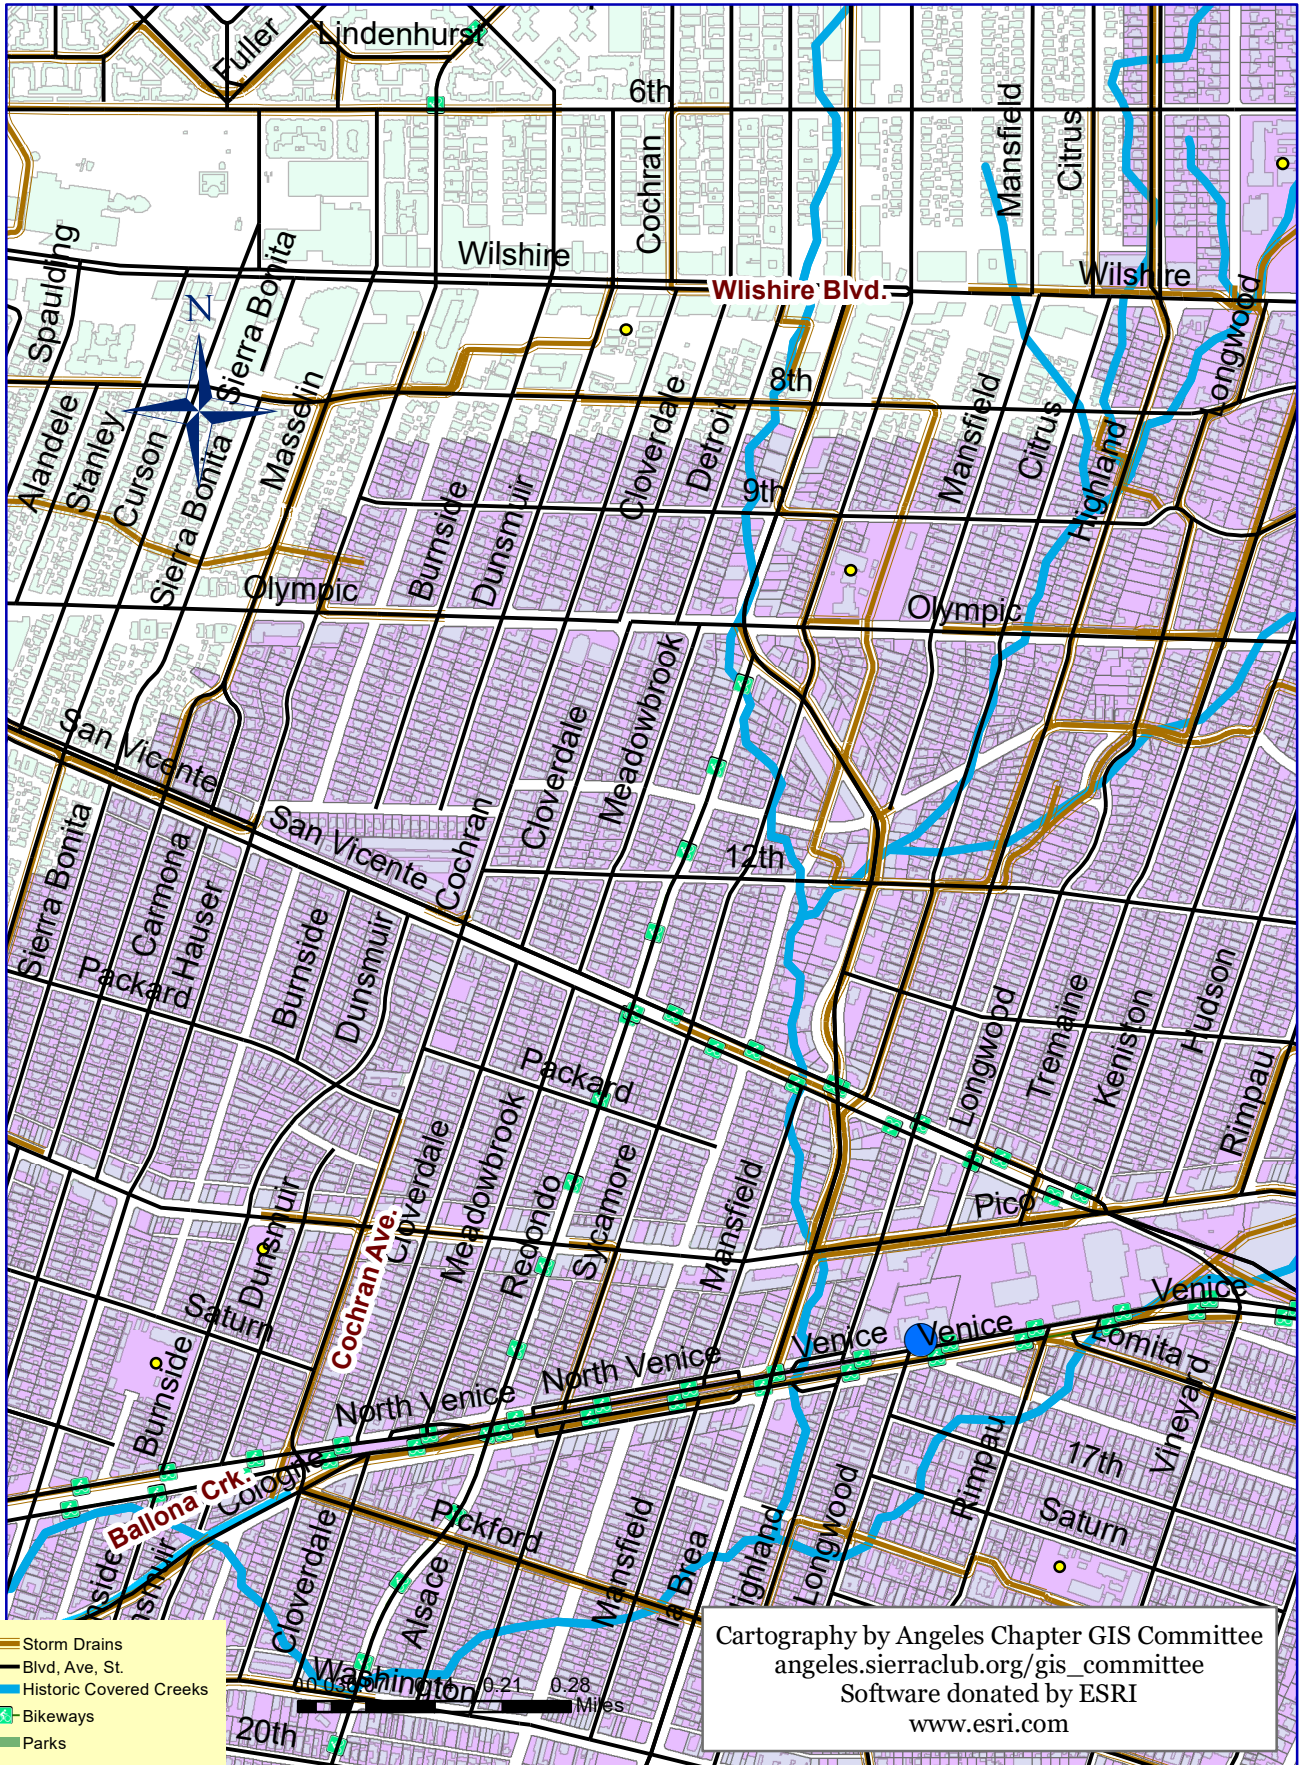 Lindenhurst
Fuller
6th
Mansfield
Citrus
Cochran
Wilshire
Wilshire
Wlishire Blvd.
Spaulding
Sierra Bonita
N
Longwood
8th
Masselin
Cloverdale
Detroit
Mansfield
Citrus
Highland
Alandele
Stanley
Curson
Sierra Bonita
9th
Burnside
Dunsmuir
Olympic
Olympic
Meadowbrook
Cloverdale
San Vicente
San Vicente
Cochran
12th
Sierra Bonita
Carmona
Hauser
Burnside
Dunsmuir
Packard
Longwood
Tremaine
Keniston
Hudson
Rimpau
Packard
Cloverdale
Meadowbrook
Redondo
Sycamore
Mansfield
Pico
Dunsmuir
Saturn
Cochran Ave.
Venice
Venice
Venice
Lomita
Vineyard
North Venice
North Venice
Burnside
Cologne
Ballona Crk.
17th
Rimpau
Saturn
Pickford
Longwood
Mansfield
la Brea
ighland
Cloverdale
Alsace
nside
nsmuir
Washington
20th
0.21 0.28
Miles
Storm Drains
Blvd, Ave, St.
Historic Covered Creeks
Bikeways
Parks
Cartography by Angeles Chapter GIS Committee
angeles.sierraclub.org/gis_committee
Software donated by ESRI
www.esri.com